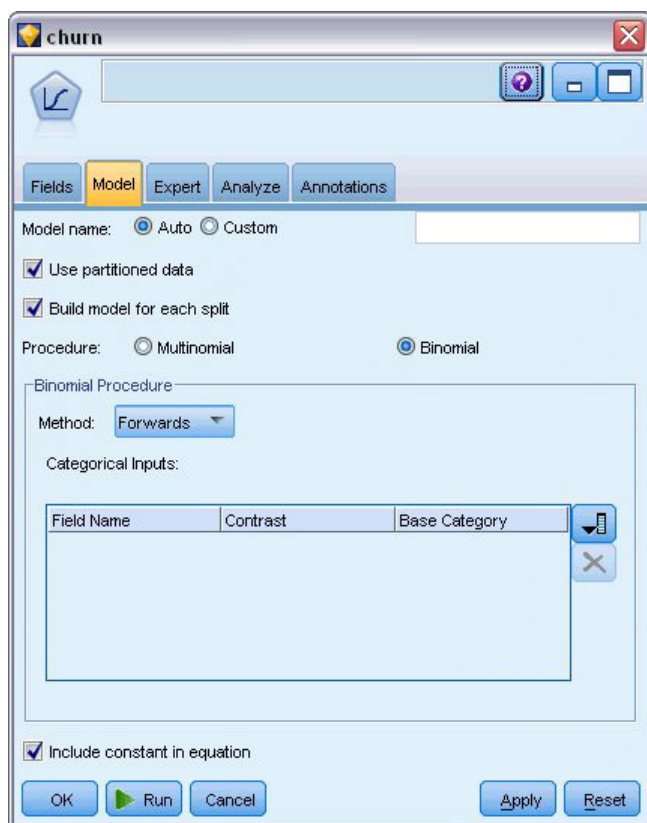 churn
?
Fields Model Expert Analyze Annotations
Model name: Auto Custom
Use partitioned data
Build model for each split
Procedure: Multinomial Binomial
Binomial Procedure
Method: Forwards
Categorical Inputs:
Field Name Contrast Base Category
Include constant in equation
OK Run Cancel Apply Reset